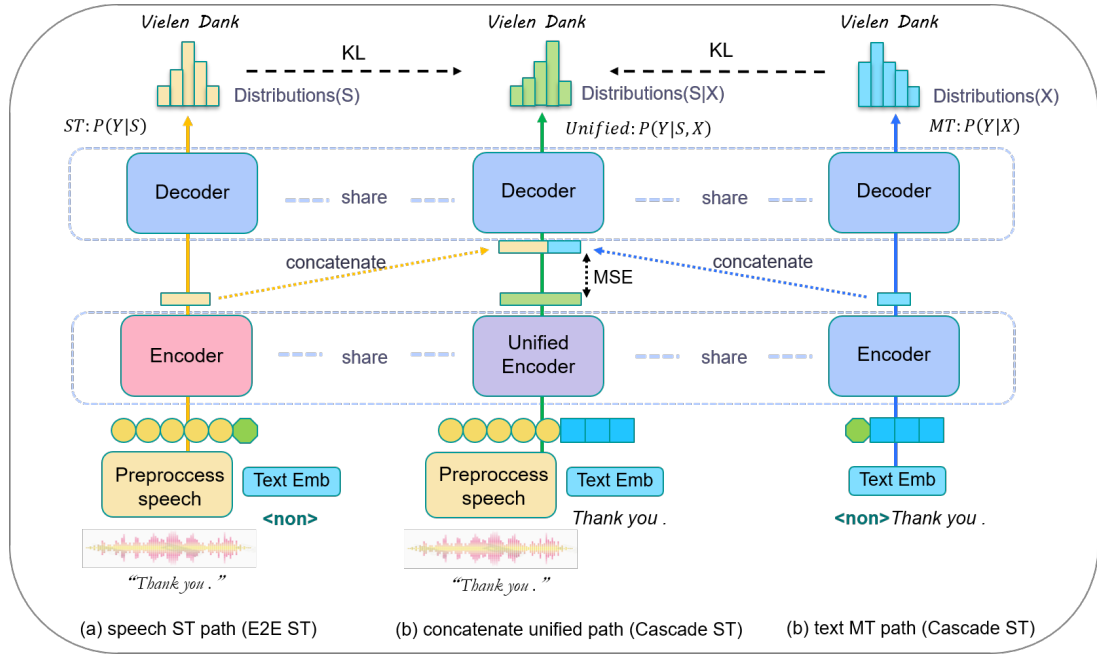 Vielen Dank
Vielen Dank
Vielen Dank
KL
KL
Distributions(S)
Distributions(S|X)
Distributions(X)
ST: P(Y|S)
Unified: P(Y|S, X)
MT: P(Y|X)
Decoder
share
Decoder
share
Decoder
concatenate
MSE
concatenate
Encoder
share
Unified
Encoder
share
Encoder
Preproccess
speech
Text Emb
<non>
Preproccess
speech
Text Emb
Thank you .
Text Emb
<non>Thank you .
“Thank you . ”
“Thank you . ”
(a) speech ST path (E2E ST)
(b) concatenate unified path (Cascade ST)
(b) text MT path (Cascade ST)